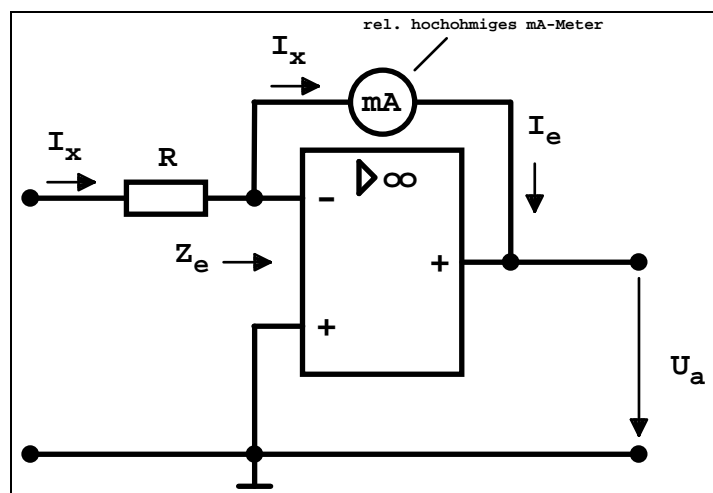 rel. hochohmiges mA-Meter
Ix
mA
Ie
Ix
R
▷ ∞
-
Ze
+
+
Ua